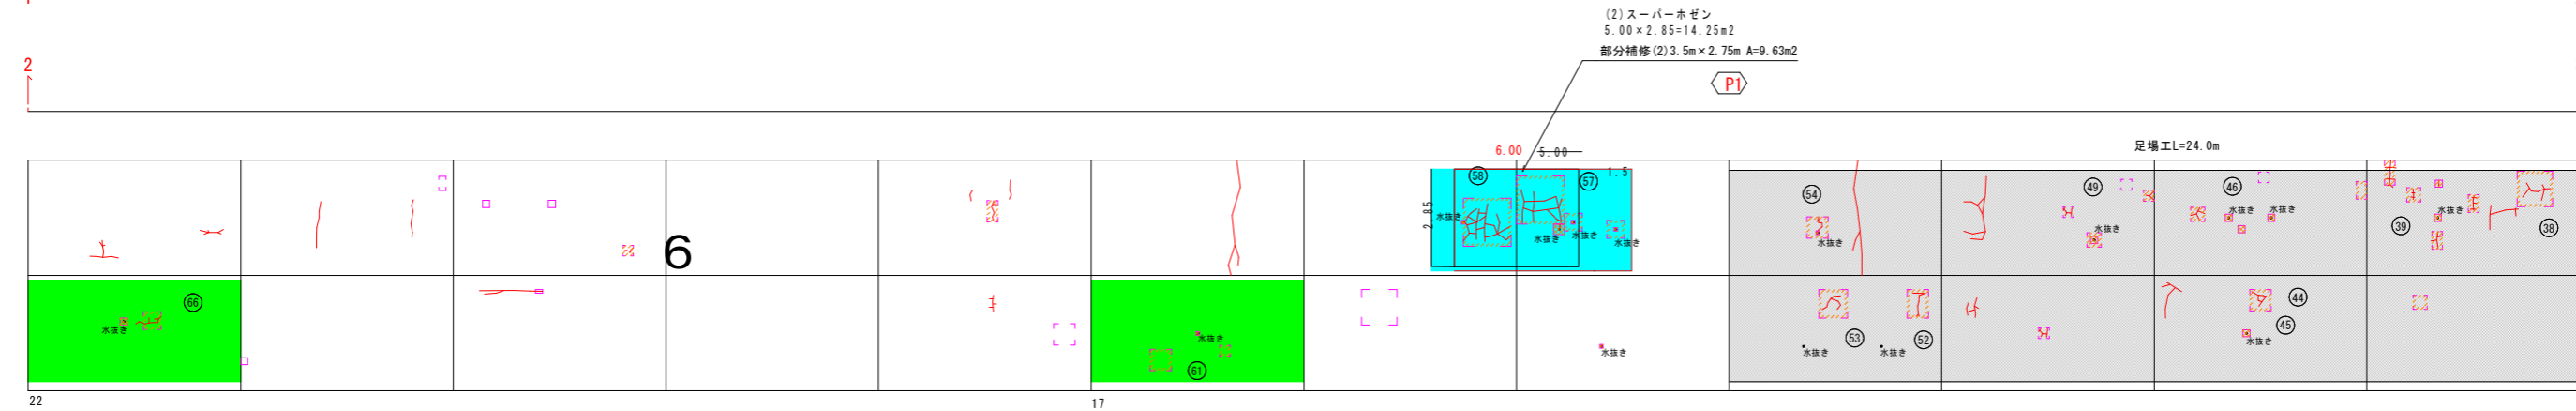 (2)スーパーホゼン
5.00×2.85=14.25m2
部分補修(2)3.5m×2.75m A=9.63m2
2
P1
足場工L=24.0m
6.00 5.00
1.5
58
57
54
49
46
2.85
水抜き
水抜き
水抜き
水抜き
水抜き
水抜き
水抜き
水抜き
水抜き
39
38
6
66
水抜き
水抜き
61
水抜き
水抜き
53
水抜き
52
44
45
水抜き
22
17